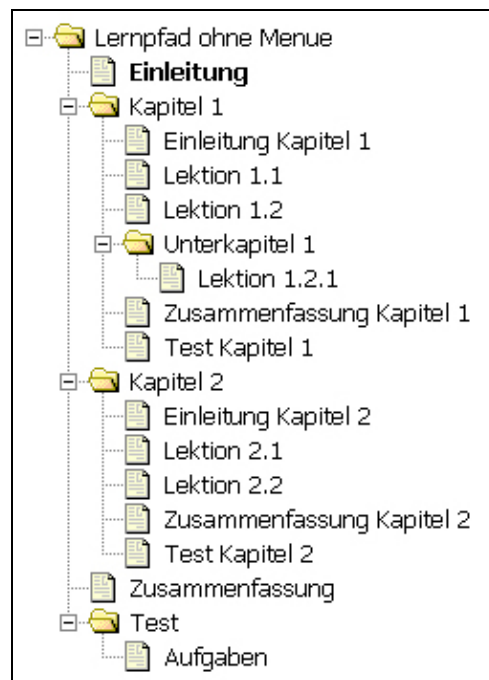 Lernpfad ohne Menue
Einleitung
Kapitel 1
Einleitung Kapitel 1
Lektion 1.1
Lektion 1.2
Unterkapitel 1
Lektion 1.2.1
Zusammenfassung Kapitel 1
Test Kapitel 1
Kapitel 2
Einleitung Kapitel 2
Lektion 2.1
Lektion 2.2
Zusammenfassung Kapitel 2
Test Kapitel 2
Zusammenfassung
Test
Aufgaben